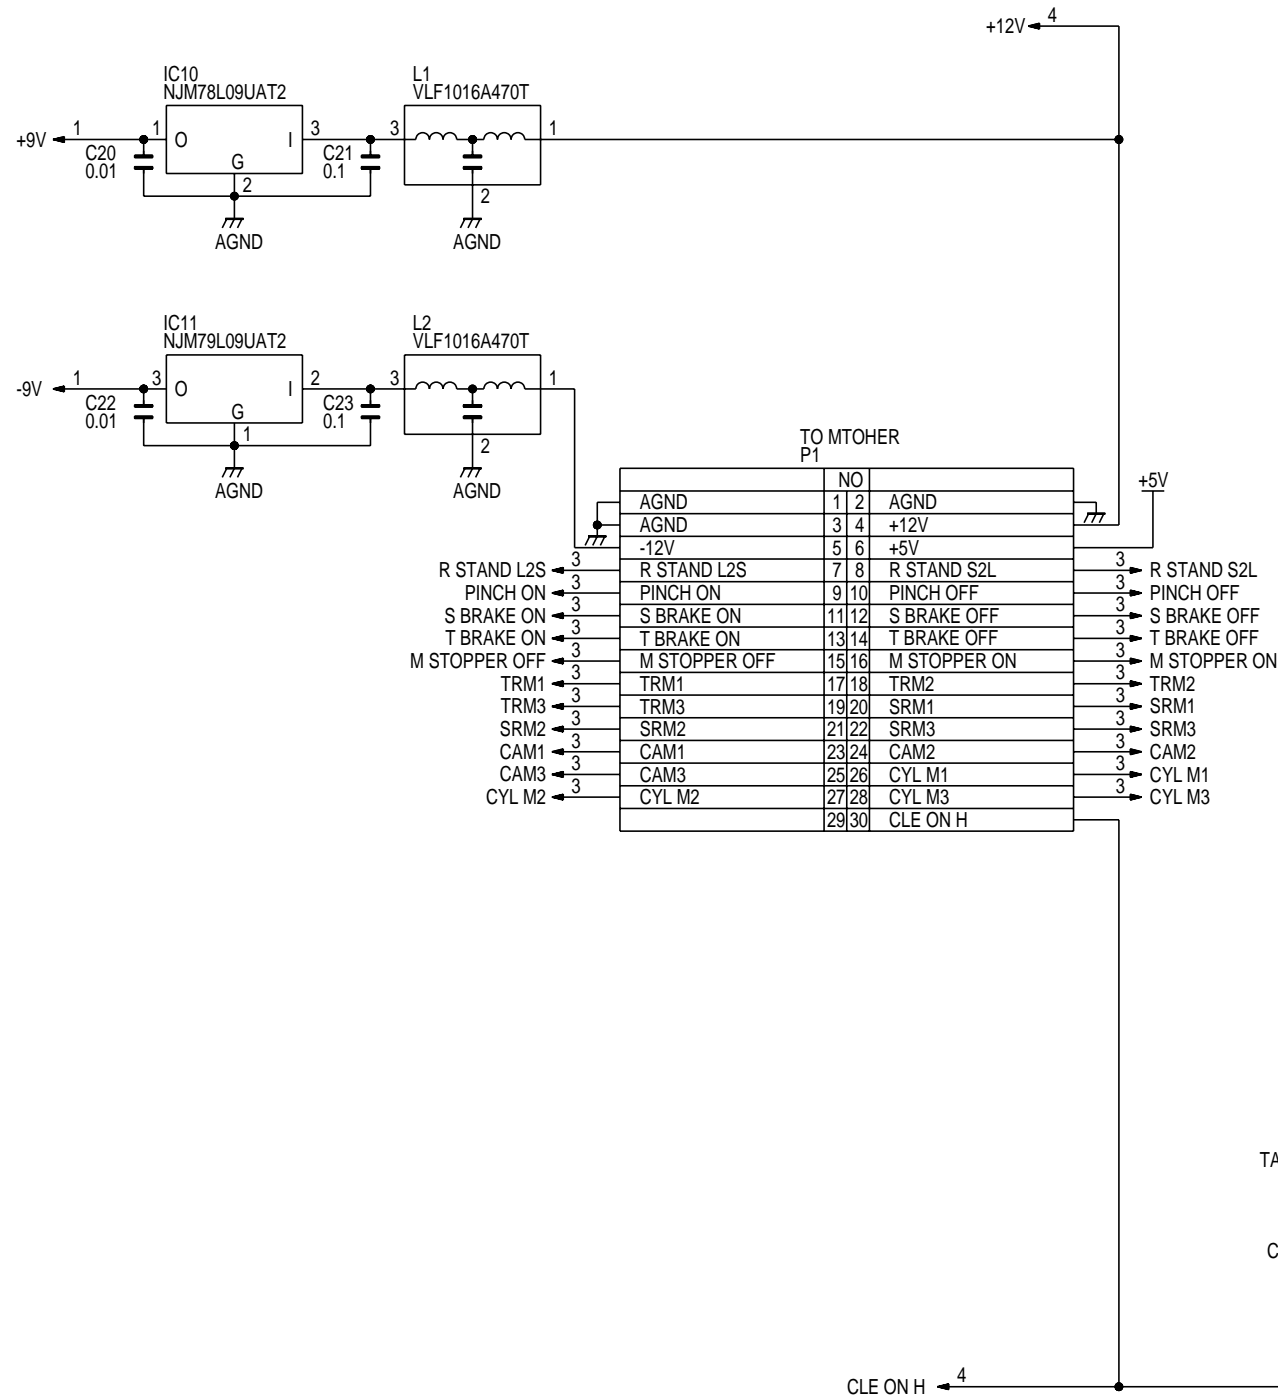 +12V 4
IC10
NJM78L09UAT2
L1
VLF1016A470T
+9V 1 1 O I 3 3 1
C20
0.01
G
2
C21
0.1
2
AGND
AGND
IC11
NJM79L09UAT2
L2
VLF1016A470T
-9V 1 3 O I 2 3 1
C22
0.01
G
1
C23
0.1
2
AGND
AGND
TO MTOHER
P1
NO
+5V
AGND 1 2 AGND
AGND 3 4 +12V
-12V 5 6 +5V
R STAND L2S 3 R STAND L2S 7 8 R STAND S2L 3 R STAND S2L
PINCH ON 3 PINCH ON 9 10 PINCH OFF 3 PINCH OFF
S BRAKE ON 3 S BRAKE ON 11 12 S BRAKE OFF 3 S BRAKE OFF
T BRAKE ON 3 T BRAKE ON 13 14 T BRAKE OFF 3 T BRAKE OFF
M STOPPER OFF 3 M STOPPER OFF 15 16 M STOPPER ON 3 M STOPPER ON
TRM1 3 TRM1 17 18 TRM2 3 TRM2
TRM3 3 TRM3 19 20 SRM1 3 SRM1
SRM2 3 SRM2 21 22 SRM3 3 SRM3
CAM1 3 CAM1 23 24 CAM2 3 CAM2
CAM3 3 CAM3 25 26 CYL M1 3 CYL M1
CYL M2 3 CYL M2 27 28 CYL M3 3 CYL M3
29 30 CLE ON H
TA
C
CLE ON H 4